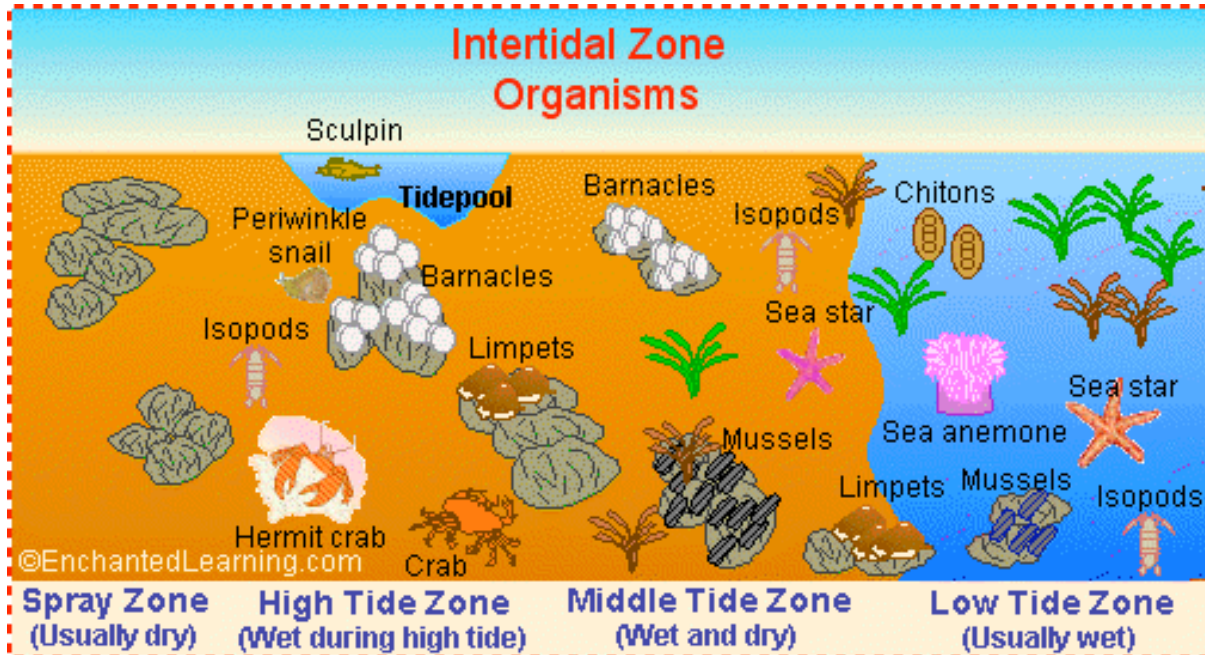 Intertidal Zone
Organisms
Sculpin
Tidepool
Periwinkle
snail
Barnacles
Isopods
Limpets
Hermit crab
Crab
Barnacles
Isopods
Sea star
Mussels
Limpets
Chitons
Sea anemone
Sea star
Mussels
Isopods
©EnchantedLearning.com
Spray Zone
(Usually dry)
High Tide Zone
(Wet during high tide)
Middle Tide Zone
(Wet and dry)
Low Tide Zone
(Usually wet)